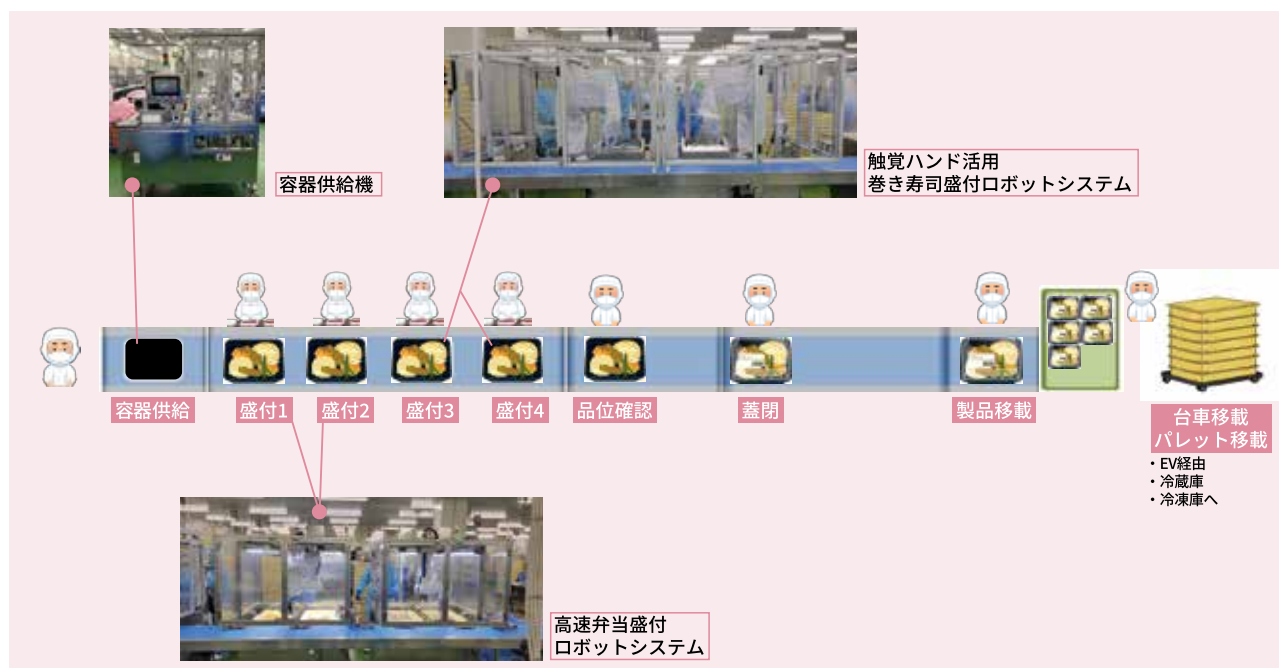 容器供給機
触覚ハンド活用
巻き寿司盛付ロボットシステム
容器供給
盛付1
盛付2
盛付3
盛付4
品位確認
蓋閉
製品移載
台車移載
パレット移載
・EV経由
・冷蔵庫
・冷凍庫へ
高速弁当盛付
ロボットシステム